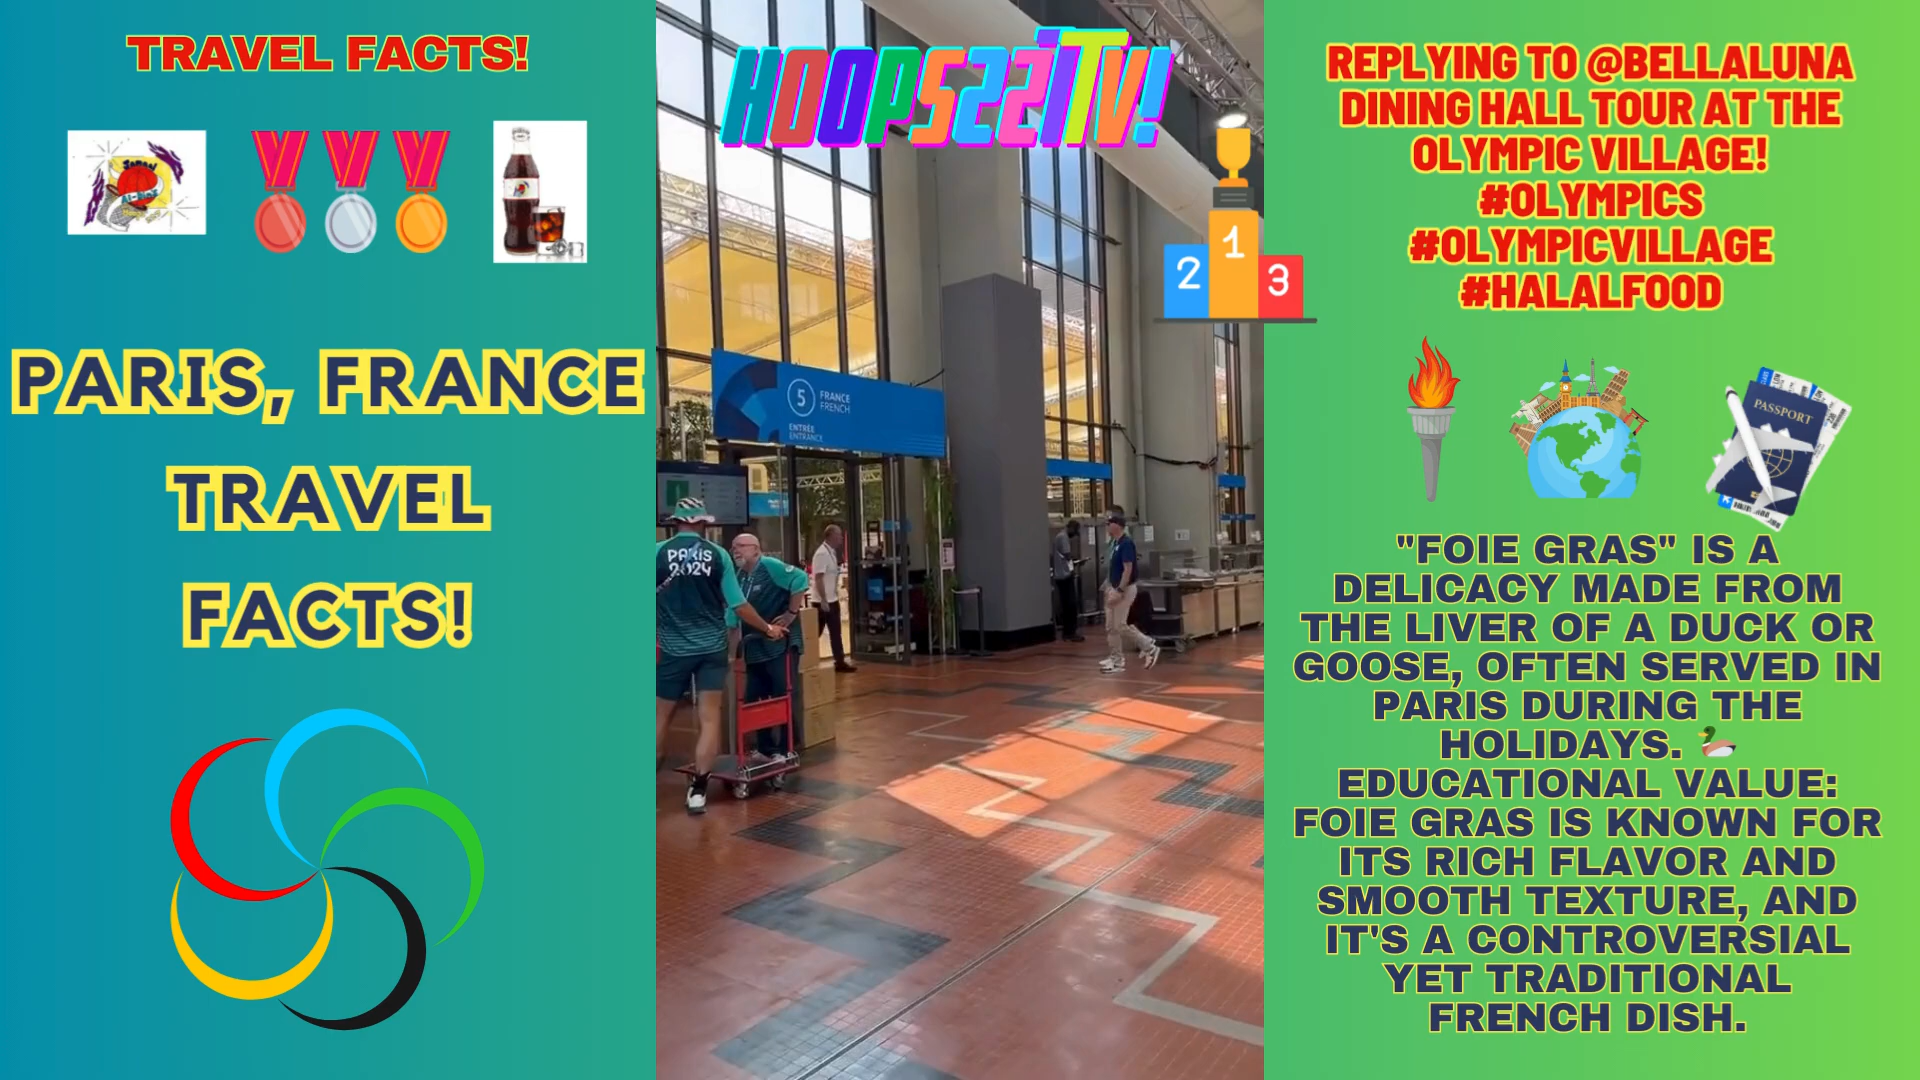 TRAVEL FACTS!
PARIS, FRANCE
TRAVEL
FACTS!
HOOPS22ITV!
1
2
3
5
FRANCE
FRENCH
ENTRÉE
ENTRANCE
PARIS
2024
REPLYING TO @BELLALUNA
DINING HALL TOUR AT THE
OLYMPIC VILLAGE!
#OLYMPICS
#OLYMPICVILLAGE
#HALALFOOD
PASSPORT
"FOIE GRAS" IS A
DELICACY MADE FROM
THE LIVER OF A DUCK OR
GOOSE, OFTEN SERVED IN
PARIS DURING THE
HOLIDAYS.
EDUCATIONAL VALUE:
FOIE GRAS IS KNOWN FOR
ITS RICH FLAVOR AND
SMOOTH TEXTURE, AND
IT'S A CONTROVERSIAL
YET TRADITIONAL
FRENCH DISH.